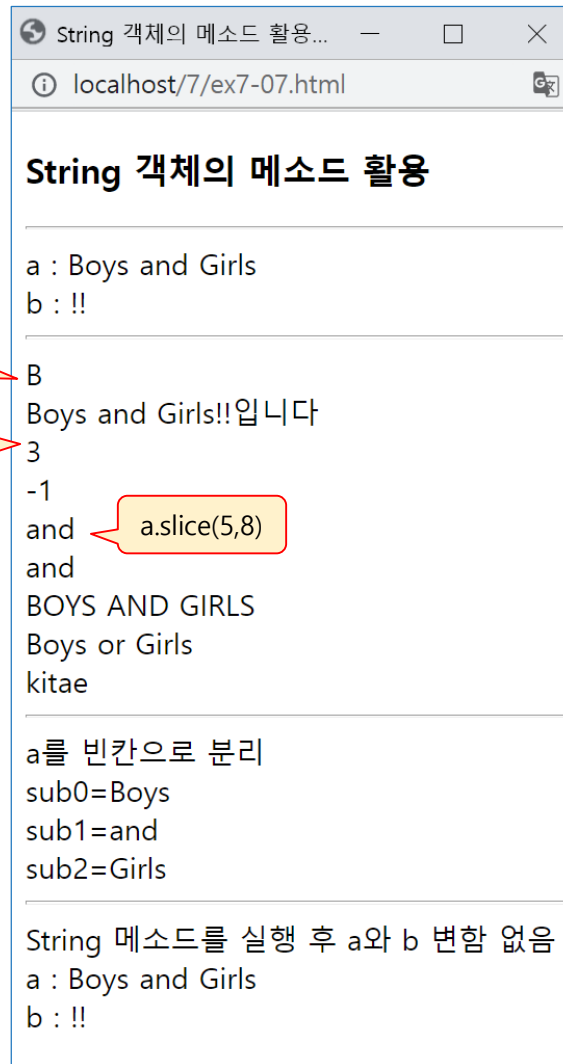 String 객체의 메소드 활용...
localhost/7/ex7-07.html
String 객체의 메소드 활용
a : Boys and Girls
b : !!
B
Boys and Girls!!입니다
3
-1
and
a.slice(5,8)
and
BOYS AND GIRLS
Boys or Girls
kitae
a를 빈칸으로 분리
sub0=Boys
sub1=and
sub2=Girls
String 메소드를 실행 후 a와 b 변함 없음
a : Boys and Girls
b : !!